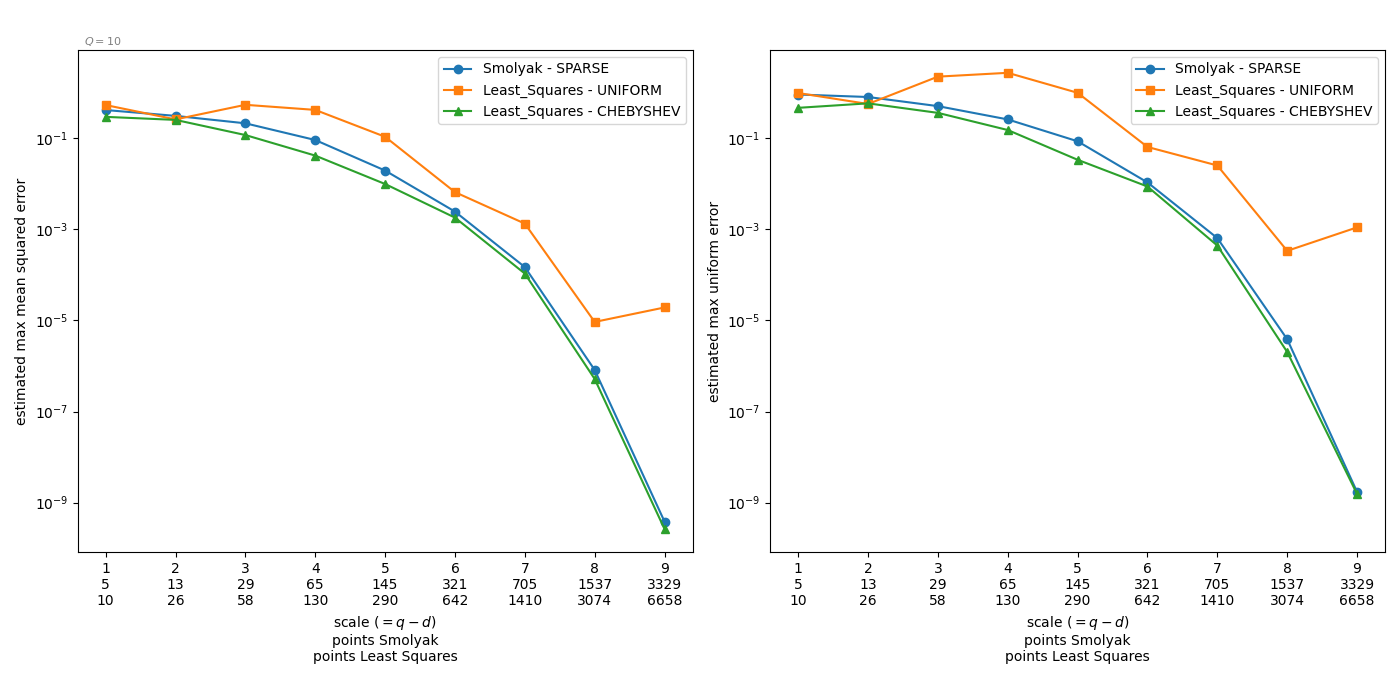 Q = 10
Smolyak - SPARSE
Least_Squares - UNIFORM
Least_Squares - CHEBYSHEV
estimated max mean squared error
10⁻¹
10⁻³
10⁻⁵
10⁻⁷
10⁻⁹
1 2 3 4 5 6 7 8 9
5 13 29 65 145 321 705 1537 3329
10 26 58 130 290 642 1410 3074 6658
scale (= q − d)
points Smolyak
points Least Squares
Smolyak - SPARSE
Least_Squares - UNIFORM
Least_Squares - CHEBYSHEV
estimated max uniform error
10⁻¹
10⁻³
10⁻⁵
10⁻⁷
10⁻⁹
1 2 3 4 5 6 7 8 9
5 13 29 65 145 321 705 1537 3329
10 26 58 130 290 642 1410 3074 6658
scale (= q − d)
points Smolyak
points Least Squares